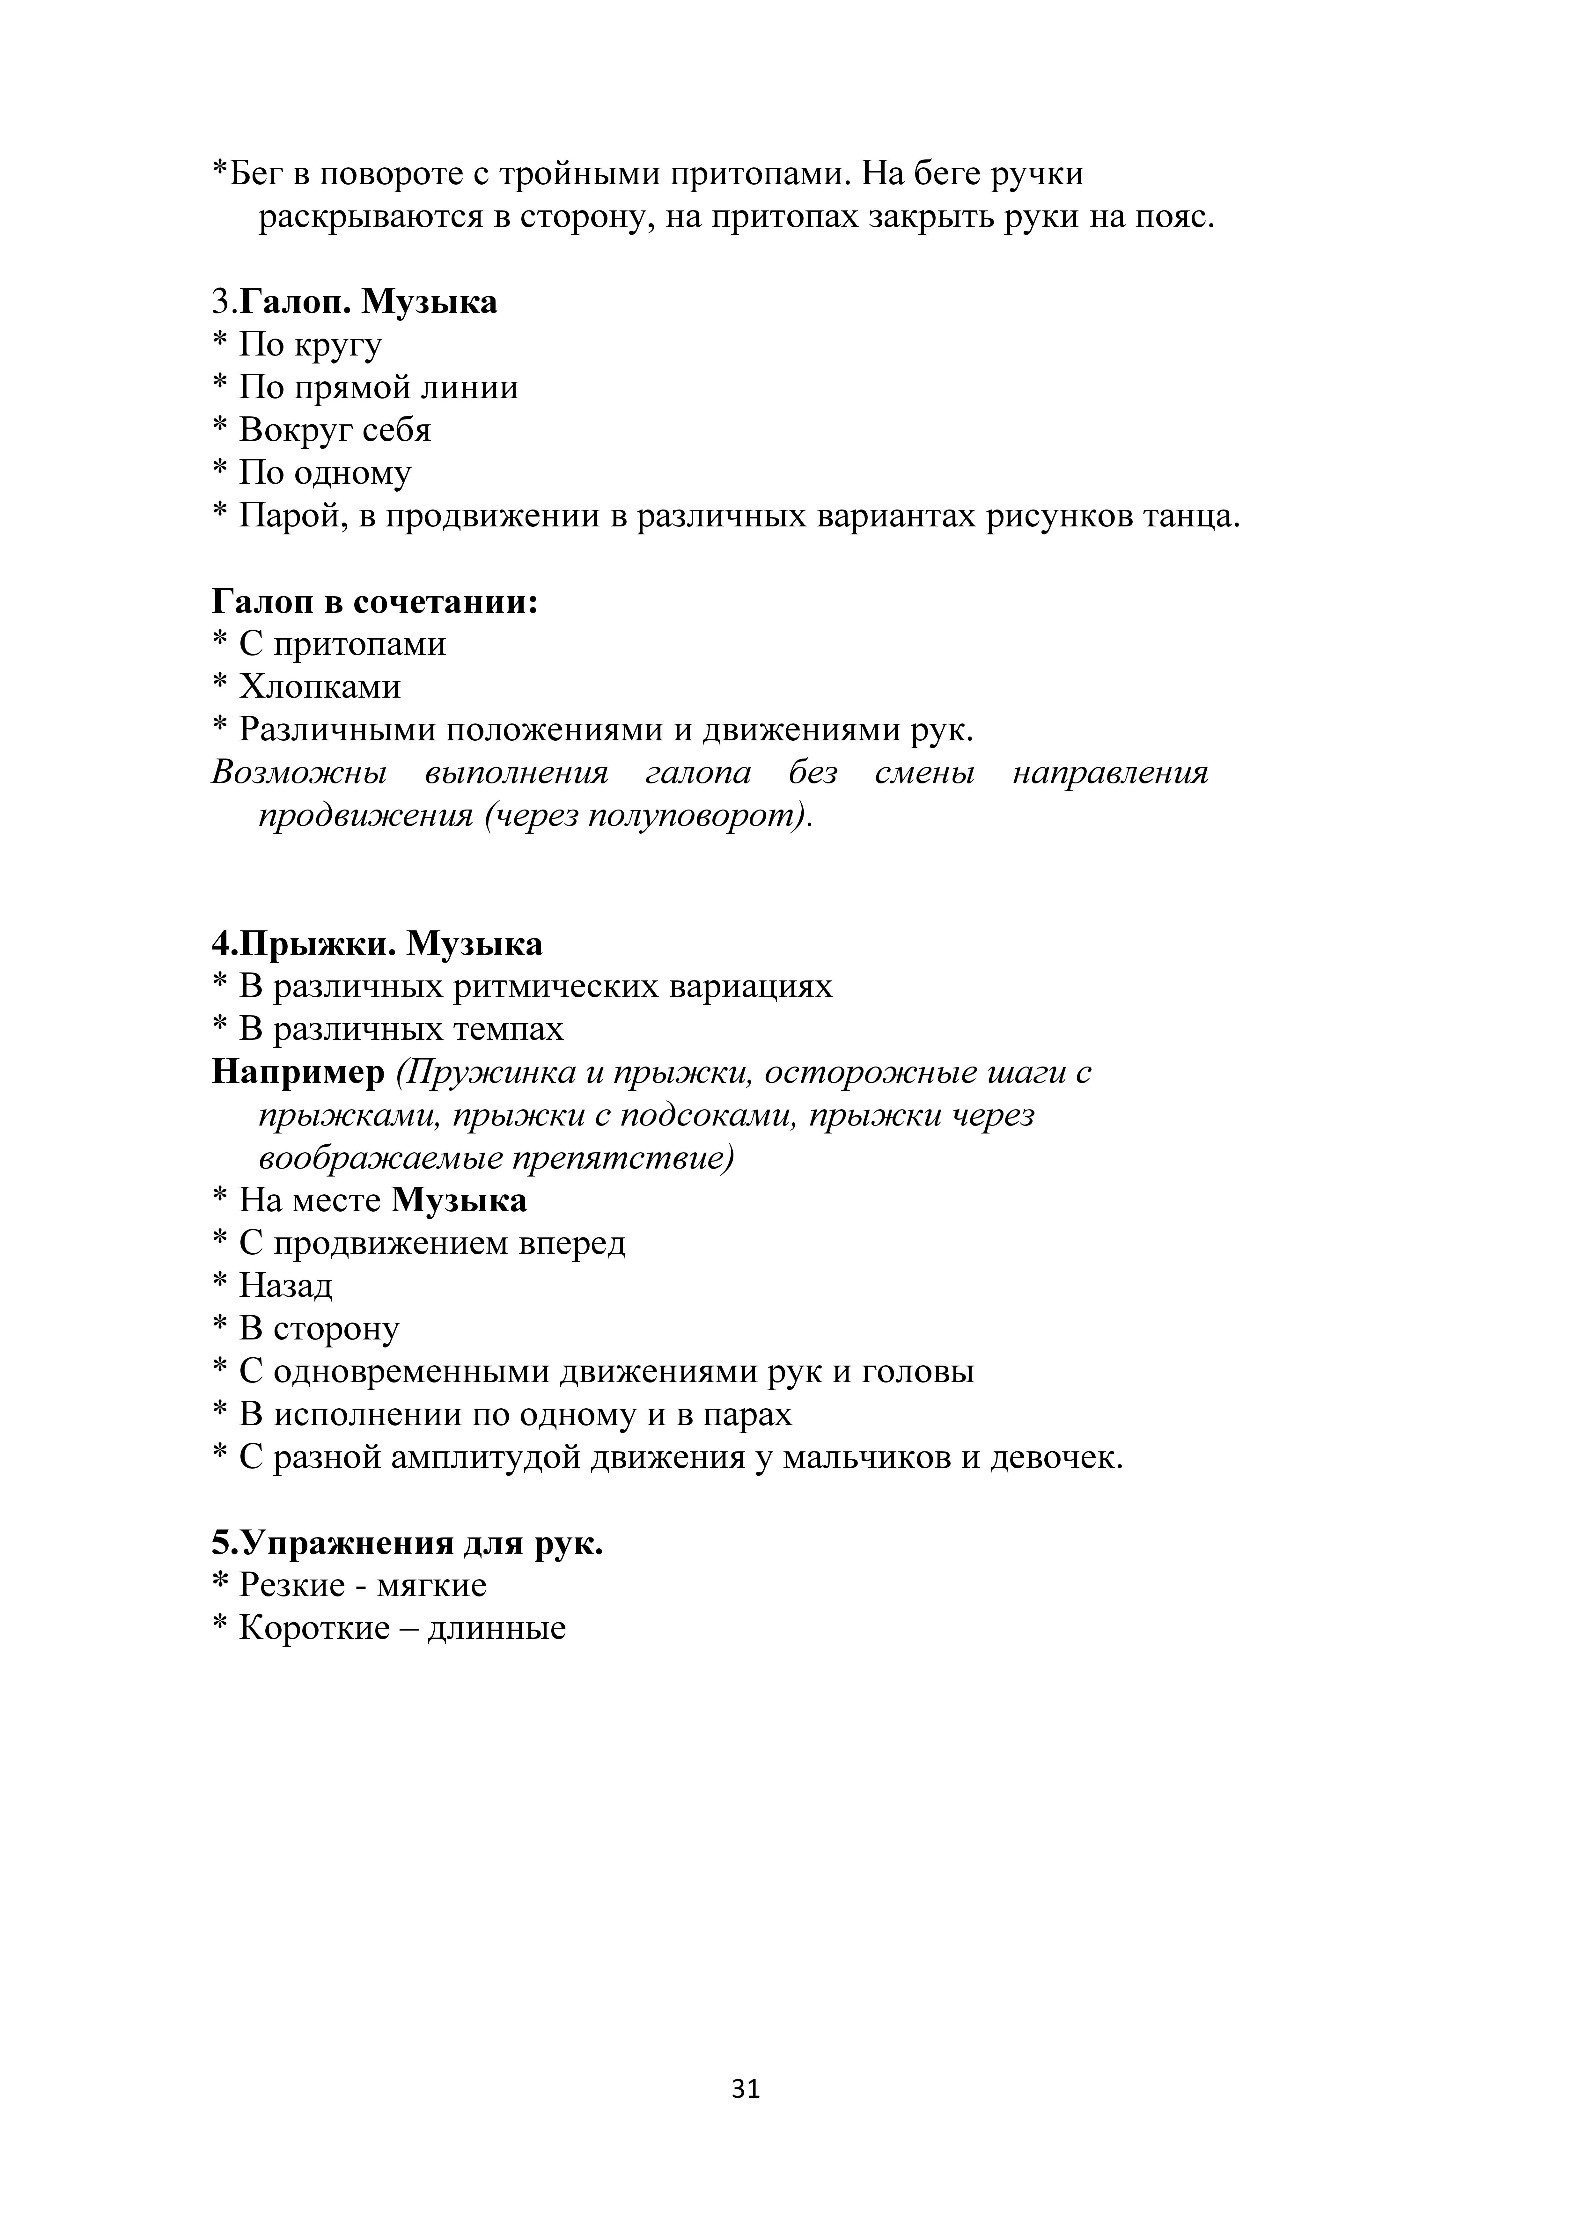 *Бег в повороте с тройными притопами. На беге ручки
раскрываются в сторону, на притопах закрыть руки на пояс.
3.Галоп. Музыка
* По кругу
* По прямой линии
* Вокруг себя
* По одному
* Парой, в продвижении в различных вариантах рисунков танца.
Галоп в сочетании:
* С притопами
* Хлопками
* Различными положениями и движениями рук.
Возможны выполнения галопа без смены направления
продвижения (через полуповорот).
4.Прыжки. Музыка
* В различных ритмических вариациях
* В различных темпах
Например (Пружинка и прыжки, осторожные шаги с
прыжками, прыжки с подсоками, прыжки через
воображаемые препятствие)
* На месте Музыка
* С продвижением вперед
* Назад
* В сторону
* С одновременными движениями рук и головы
* В исполнении по одному и в парах
* С разной амплитудой движения у мальчиков и девочек.
5.Упражнения для рук.
* Резкие - мягкие
* Короткие – длинные
31